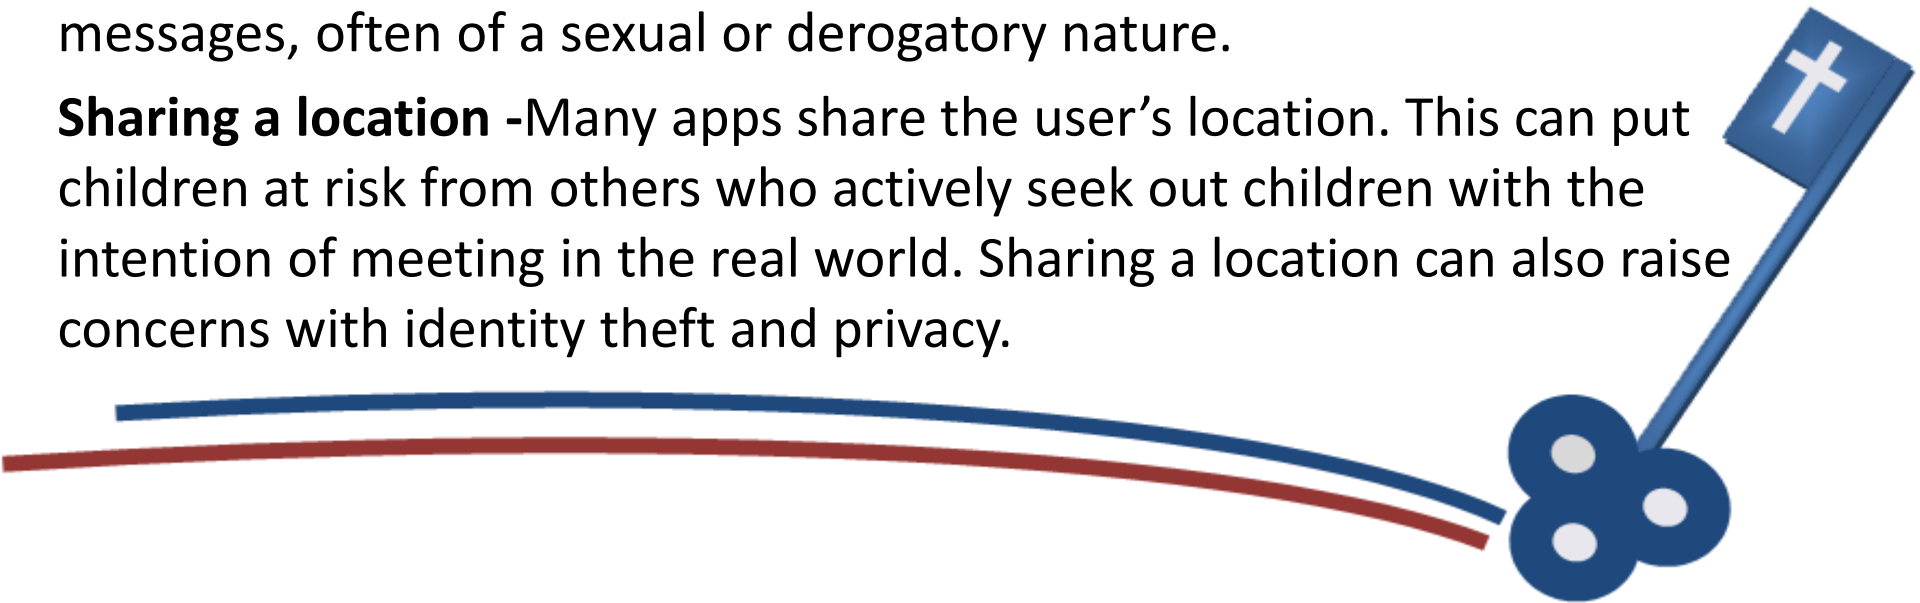 messages, often of a sexual or derogatory nature.
Sharing a location -Many apps share the user’s location. This can put
children at risk from others who actively seek out children with the
intention of meeting in the real world. Sharing a location can also raise
concerns with identity theft and privacy.